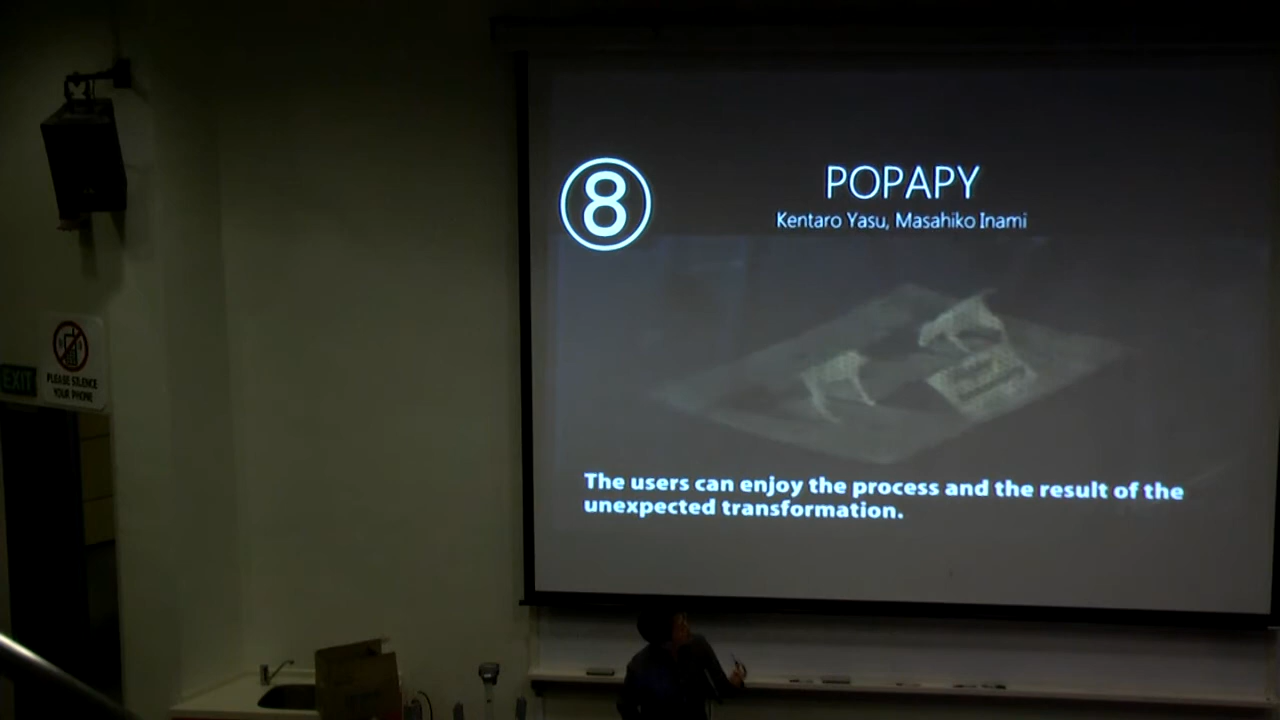 8
POPAPY
Kentaro Yasu, Masahiko Inami
The users can enjoy the process and the result of the
unexpected transformation.
EXIT
PLEASE SILENCE
YOUR PHONE